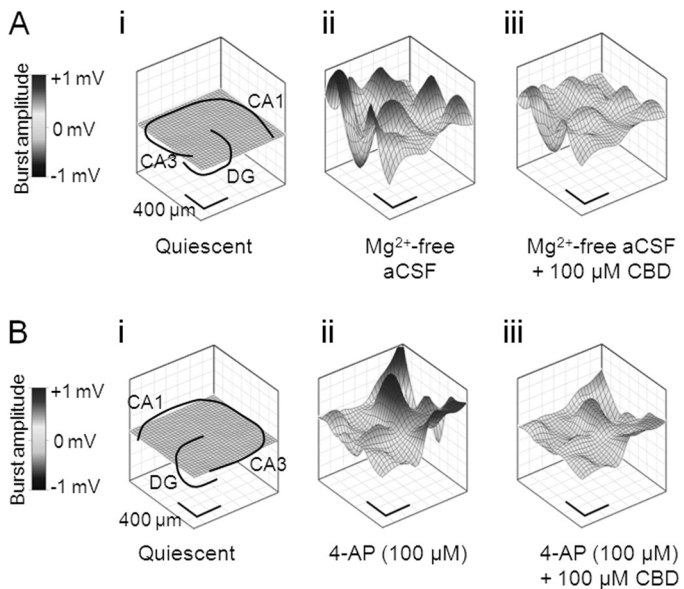 A
i
ii
iii
Burst amplitude
+1 mV
0 mV
-1 mV
CA1
CA3
DG
400 µm
Quiescent
Mg²⁺-free
aCSF
Mg²⁺-free aCSF
+ 100 µM CBD
B
i
ii
iii
Burst amplitude
+1 mV
0 mV
-1 mV
CA1
CA3
DG
400 µm
Quiescent
4-AP (100 µM)
4-AP (100 µM)
+ 100 µM CBD